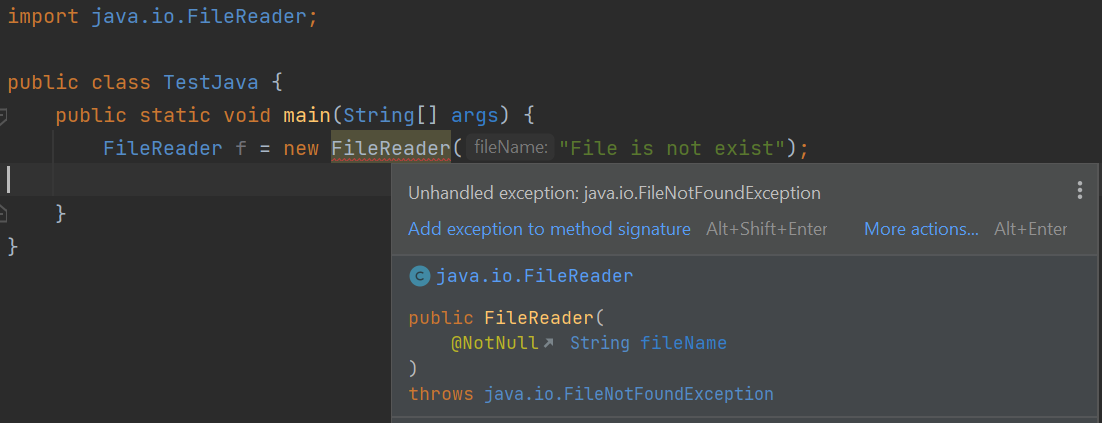 import java.io.FileReader;
public class TestJava {
public static void main(String[] args) {
FileReader f = new FileReader( fileName: "File is not exist");
Unhandled exception: java.io.FileNotFoundException
Add exception to method signature Alt+Shift+Enter More actions... Alt+Enter
}
}
C java.io.FileReader
public FileReader(
@NotNull String fileName
)
throws java.io.FileNotFoundException